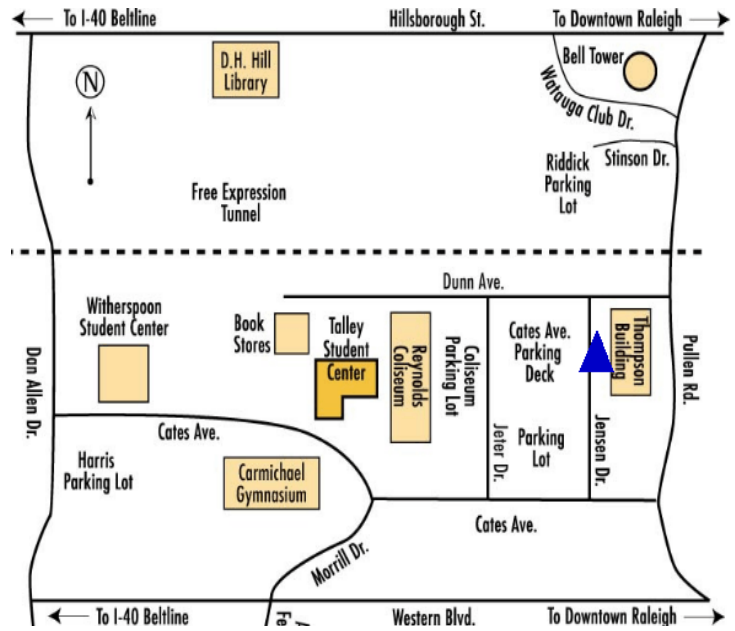 To I-40 Beltline
Hillsborough St.
To Downtown Raleigh
D.H. Hill
Library
Bell Tower
N
Watauga Club Dr.
Stinson Dr.
Riddick
Parking
Lot
Free Expression
Tunnel
Dunn Ave.
Witherspoon
Student Center
Book
Stores
Talley
Student
Center
Reynolds
Coliseum
Coliseum
Parking Lot
Cates Ave.
Parking
Deck
Thompson
Building
Pullen Rd.
Dan Allen Dr.
Cates Ave.
Jeter Dr.
Parking
Lot
Jensen Dr.
Harris
Parking Lot
Carmichael
Gymnasium
Cates Ave.
Morrill Dr.
To I-40 Beltline
Western Blvd.
To Downtown Raleigh